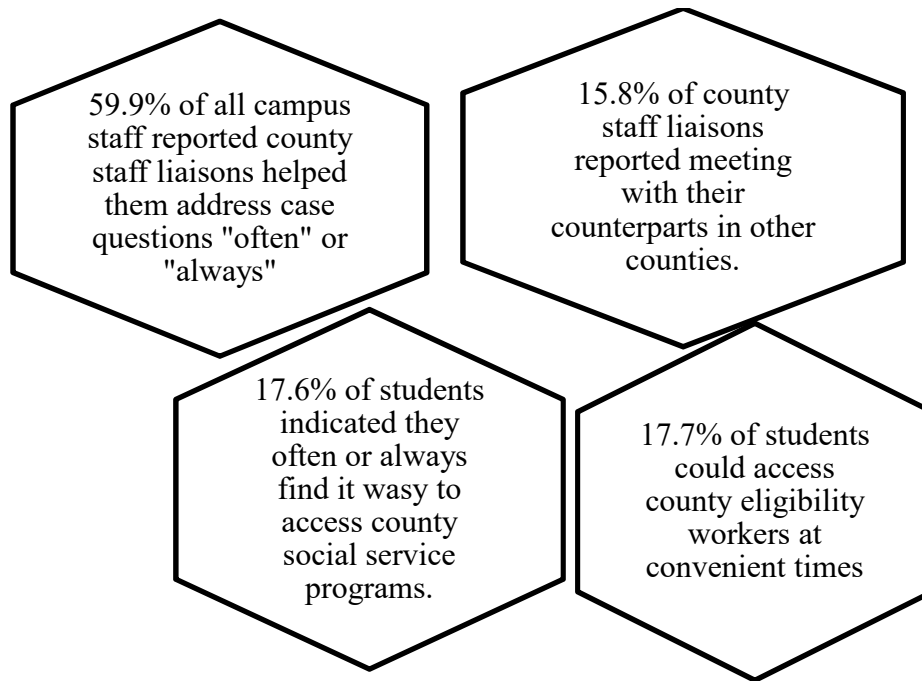 59.9% of all campus
staff reported county
staff liaisons helped
them address case
questions "often" or
"always"
15.8% of county
staff liaisons
reported meeting
with their
counterparts in other
counties.
17.6% of students
indicated they
often or always
find it wasy to
access county
social service
programs.
17.7% of students
could access
county eligibility
workers at
convenient times